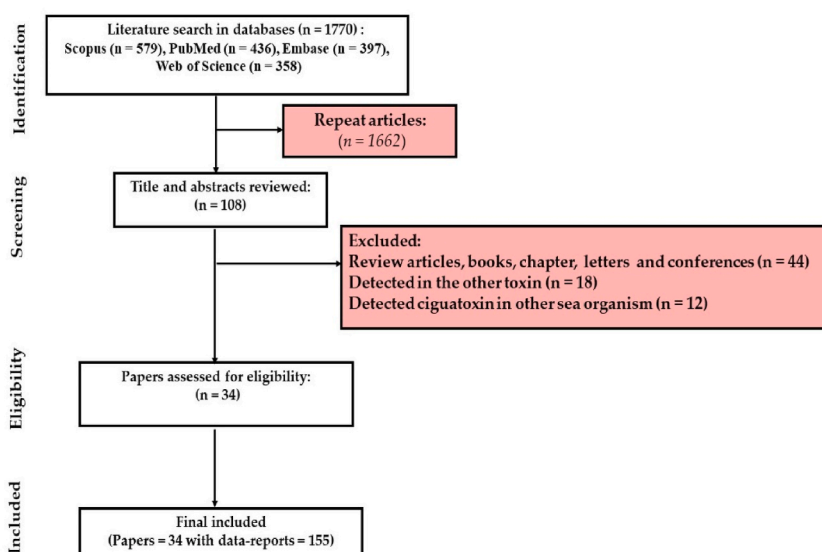 Identification
Literature search in databases (n = 1770) :
Scopus (n = 579), PubMed (n = 436), Embase (n = 397),
Web of Science (n = 358)
Repeat articles:
(n = 1662)
Screening
Title and abstracts reviewed:
(n = 108)
Excluded:
Review articles, books, chapter, letters and conferences (n = 44)
Detected in the other toxin (n = 18)
Detected ciguatoxin in other sea organism (n = 12)
Eligibility
Papers assessed for eligibility:
(n = 34)
Included
Final included
(Papers = 34 with data-reports = 155)